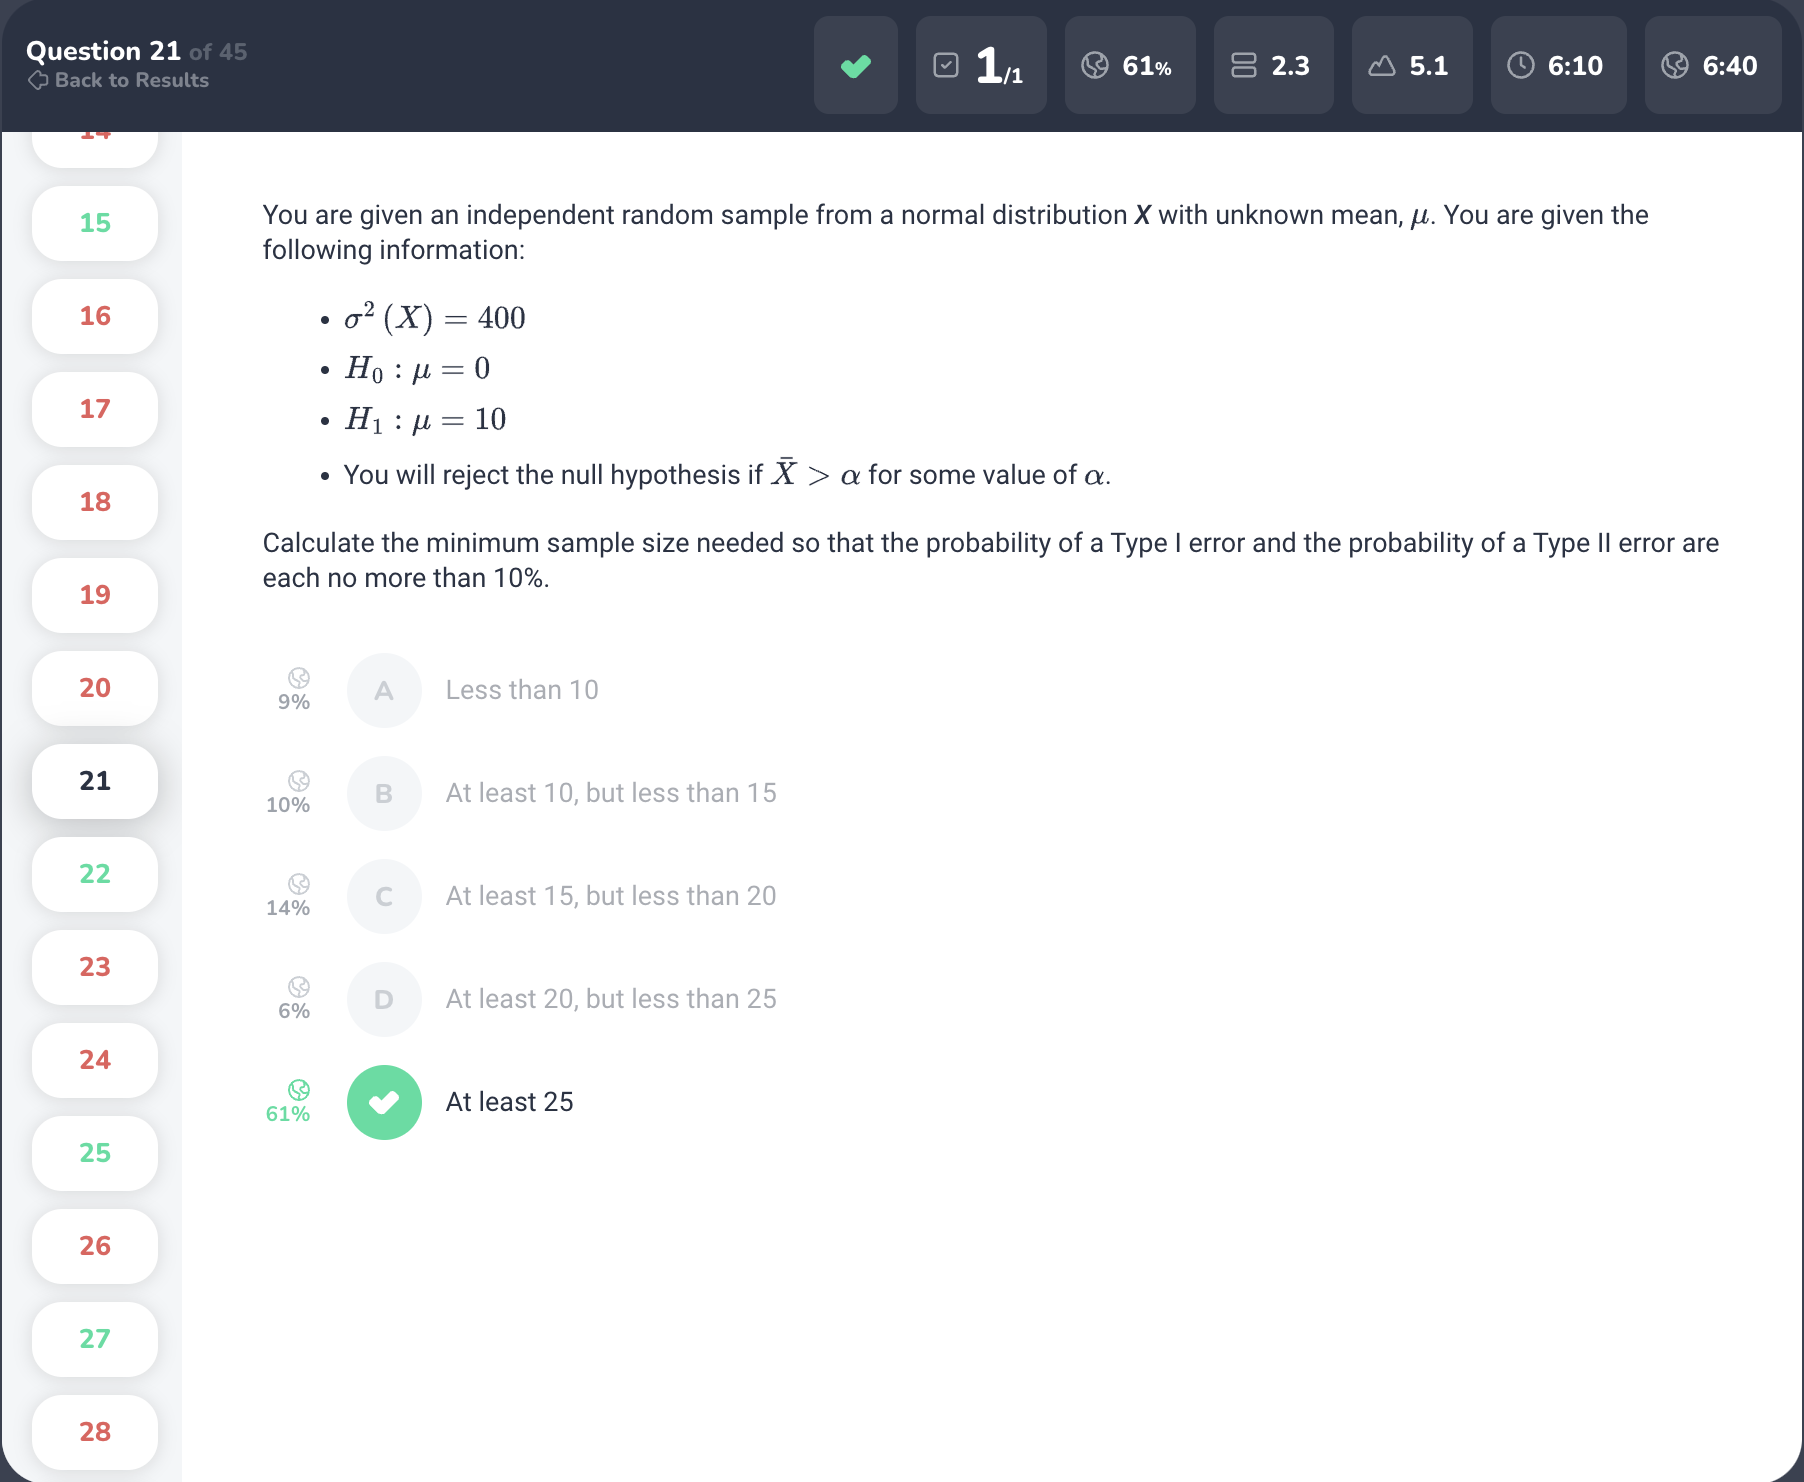 Question 21 of 45
Back to Results
1/1
61%
2.3
5.1
6:10
6:40
14
15
16
17
18
19
20
21
22
23
24
25
26
27
28
You are given an independent random sample from a normal distribution X with unknown mean, μ. You are given the
following information:
• σ² (X) = 400
• H₀ : μ = 0
• H₁ : μ = 10
• You will reject the null hypothesis if X̄ > α for some value of α.
Calculate the minimum sample size needed so that the probability of a Type I error and the probability of a Type II error are
each no more than 10%.
9% A Less than 10
10% B At least 10, but less than 15
14% C At least 15, but less than 20
6% D At least 20, but less than 25
61% At least 25